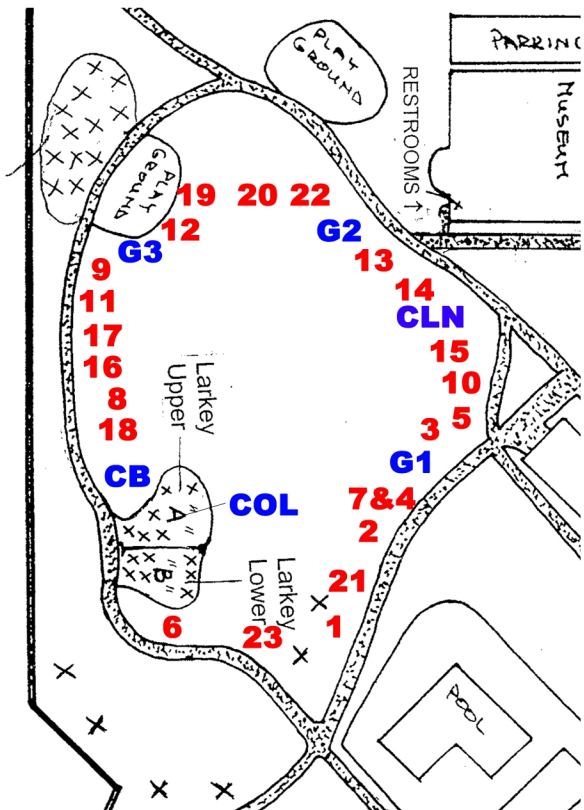 PARKING
MUSEUM
PLAY
GROUND
RESTROOMS ↑
PLAY
GROUND
19 20 22
12
G3
G2
13
9
14
11
CLN
17
15
16
10
8
5
18
3
Larkey
Upper
G1
CB
A
COL
7&4
2
B
Larkey
Lower
21
6
23
1
POOL